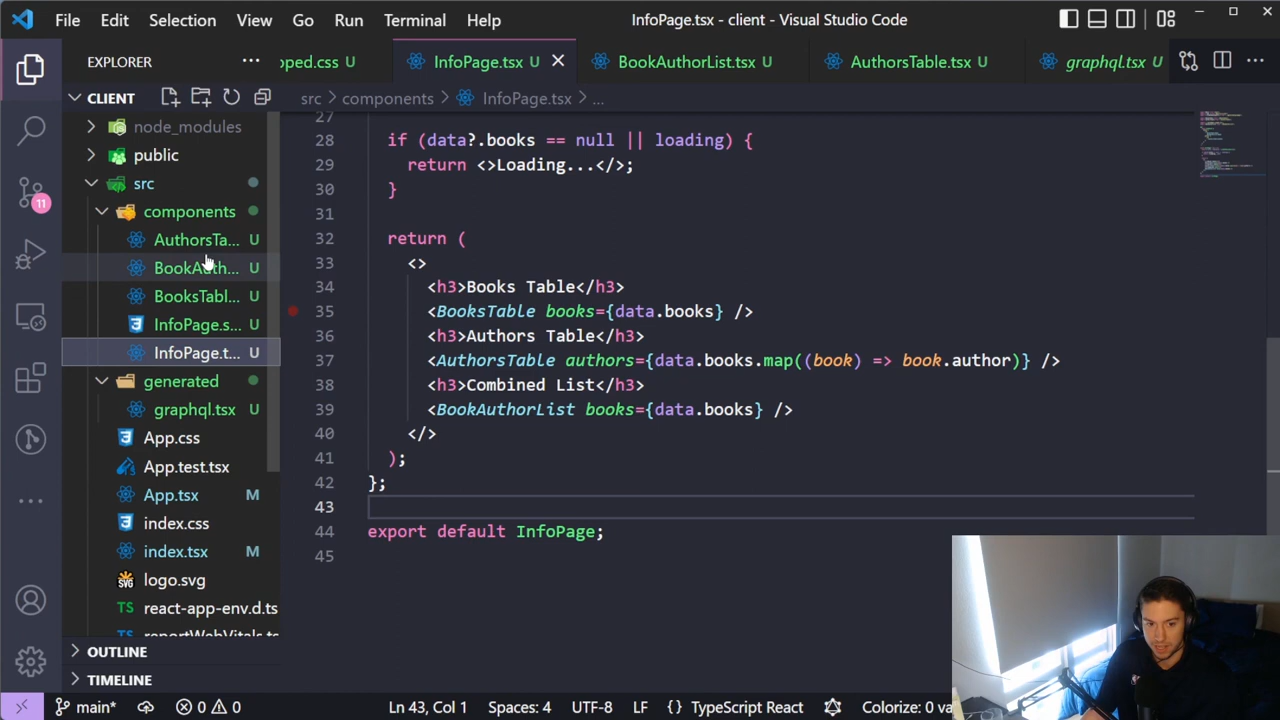 File Edit Selection View Go Run Terminal Help InfoPage.tsx - client - Visual Studio Code
EXPLORER
pped.css U InfoPage.tsx U BookAuthorList.tsx U AuthorsTable.tsx U graphql.tsx U
CLIENT
src > components > InfoPage.tsx > ...
node_modules
public
src
components
AuthorsTa... U
BookAuth... U
BooksTabl... U
InfoPage.s... U
InfoPage.t... U
generated
graphql.tsx U
App.css
App.test.tsx
App.tsx M
index.css
index.tsx M
logo.svg
TS react-app-env.d.ts
TS reportWebVitals.ts
OUTLINE
TIMELINE
11
27
28 if (data?.books == null || loading) {
29 return <>Loading...</>;
30 }
31
32 return (
33 <>
34 <h3>Books Table</h3>
35 <BooksTable books={data.books} />
36 <h3>Authors Table</h3>
37 <AuthorsTable authors={data.books.map((book) => book.author)} />
38 <h3>Combined List</h3>
39 <BookAuthorList books={data.books} />
40 </>
41 );
42 };
43
44 export default InfoPage;
45
main* 0 0 Ln 43, Col 1 Spaces: 4 UTF-8 LF {} TypeScript React Colorize: 0 va